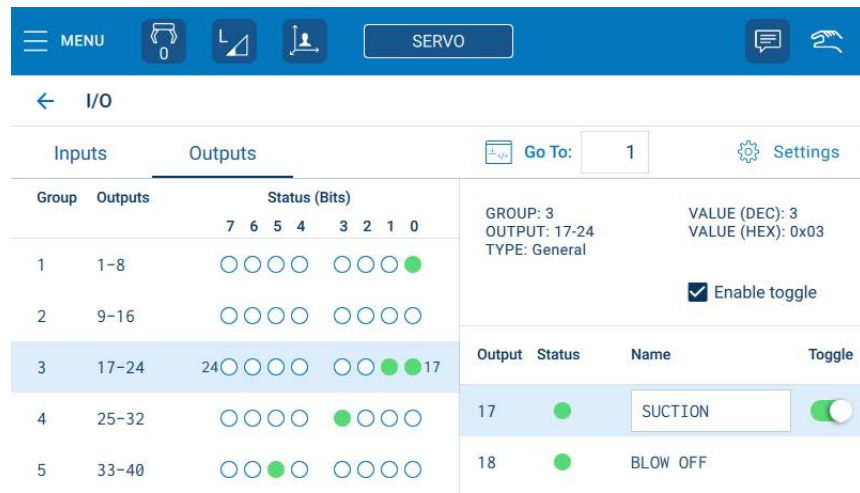 MENU 0 L SERVO
I/O
Inputs Outputs Go To: 1 Settings
Group Outputs Status (Bits)
7 6 5 4 3 2 1 0
1 1-8
2 9-16
3 17-24 24 17
4 25-32
5 33-40
GROUP: 3 VALUE (DEC): 3
OUTPUT: 17-24 VALUE (HEX): 0x03
TYPE: General
Enable toggle
Output Status Name Toggle
17 SUCTION
18 BLOW OFF